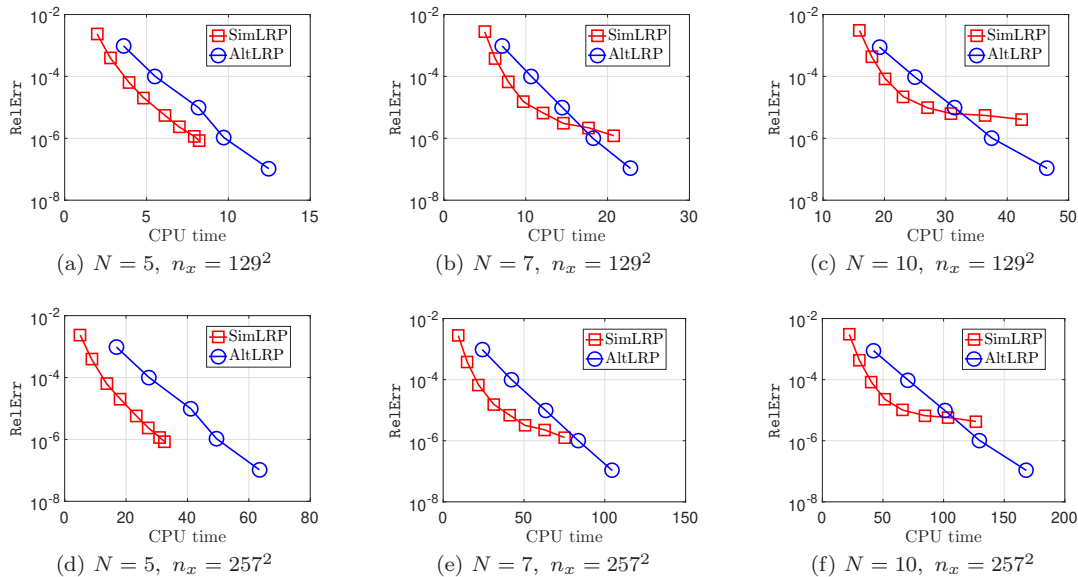 10^-2
10^-4
10^-6
10^-8
RelErr
SimLRP
AltLRP
0 5 10 15
CPU time
(a) N = 5, n_x = 129^2
10^-2
10^-4
10^-6
10^-8
RelErr
SimLRP
AltLRP
0 10 20 30
CPU time
(b) N = 7, n_x = 129^2
10^-2
10^-4
10^-6
10^-8
RelErr
SimLRP
AltLRP
10 20 30 40 50
CPU time
(c) N = 10, n_x = 129^2
10^-2
10^-4
10^-6
10^-8
RelErr
SimLRP
AltLRP
0 20 40 60 80
CPU time
(d) N = 5, n_x = 257^2
10^-2
10^-4
10^-6
10^-8
RelErr
SimLRP
AltLRP
0 50 100 150
CPU time
(e) N = 7, n_x = 257^2
10^-2
10^-4
10^-6
10^-8
RelErr
SimLRP
AltLRP
0 50 100 150 200
CPU time
(f) N = 10, n_x = 257^2